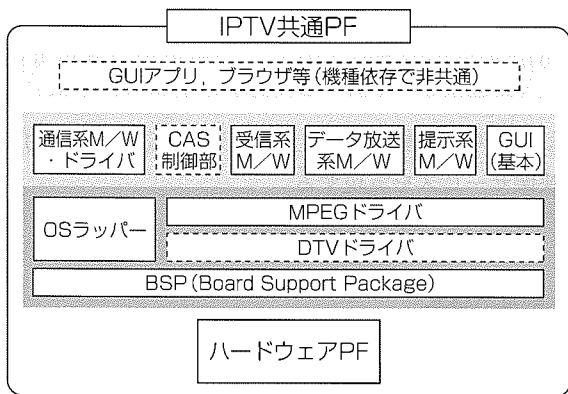 IPTV共通PF
GUIアプリ，ブラウザ等（機種依存で非共通）
通信系M／W
・ドライバ
CAS
制御部
受信系
M／W
データ放送
系M／W
提示系
M／W
GUI
（基本）
OSラッパー
MPEGドライバ
DTVドライバ
BSP（Board Support Package）
ハードウェアPF